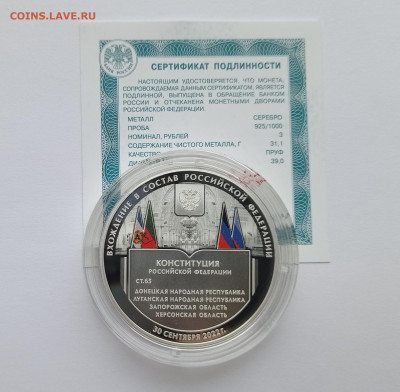 COINS.LAVE.RU
СЕРТИФИКАТ ПОДЛИННОСТИ
НАСТОЯЩИМ УДОСТОВЕРЯЕТСЯ, ЧТО МОНЕТА,
СОПРОВОЖДАЕМАЯ ДАННЫМ СЕРТИФИКАТОМ, ЯВЛЯЕТСЯ
ПОДЛИННОЙ, ВЫПУЩЕНА В ОБРАЩЕНИЕ БАНКОМ
РОССИИ И ОТЧЕКАНЕНА МОНЕТНЫМИ ДВОРАМИ
РОССИЙСКОЙ ФЕДЕРАЦИИ.
МЕТАЛЛ СЕРЕБРО
ПРОБА 925/1000
НОМИНАЛ, РУБЛЕЙ 3
СОДЕРЖАНИЕ ЧИСТОГО МЕТАЛЛА, Г 31.1
КАЧЕСТВО ПРУФ
39,0
ВХОЖДЕНИЕ В СОСТАВ РОССИЙСКОЙ ФЕДЕРАЦИИ
КОНСТИТУЦИЯ
РОССИЙСКОЙ ФЕДЕРАЦИИ
СТ.65
ДОНЕЦКАЯ НАРОДНАЯ РЕСПУБЛИКА
ЛУГАНСКАЯ НАРОДНАЯ РЕСПУБЛИКА
ЗАПОРОЖСКАЯ ОБЛАСТЬ
ХЕРСОНСКАЯ ОБЛАСТЬ
30 СЕНТЯБРЯ 2022г.